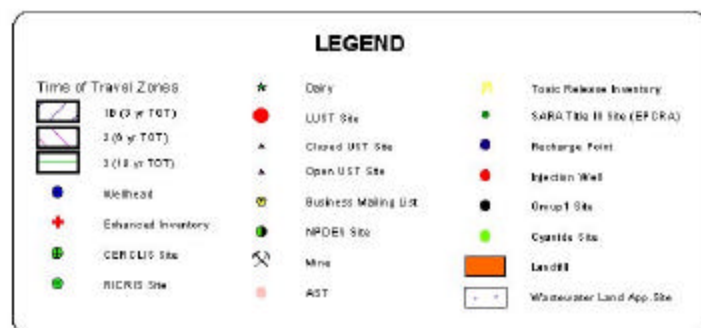 LEGEND
Time of Travel Zones
1B (3 yr TOT)
2 (6 yr TOT)
3 (10 yr TOT)
Wellhead
Enhanced Inventory
CERCLIS Site
RICRIS Site
Dairy
LUST Site
Closed UST Site
Open UST Site
Business Mailing List
NPDES Site
Mine
AST
Toxic Release Inventory
SARA Title III Site (EPCRA)
Recharge Point
Injection Well
Group1 Site
Cyanide Site
Landfill
Wastewater Land App. Site